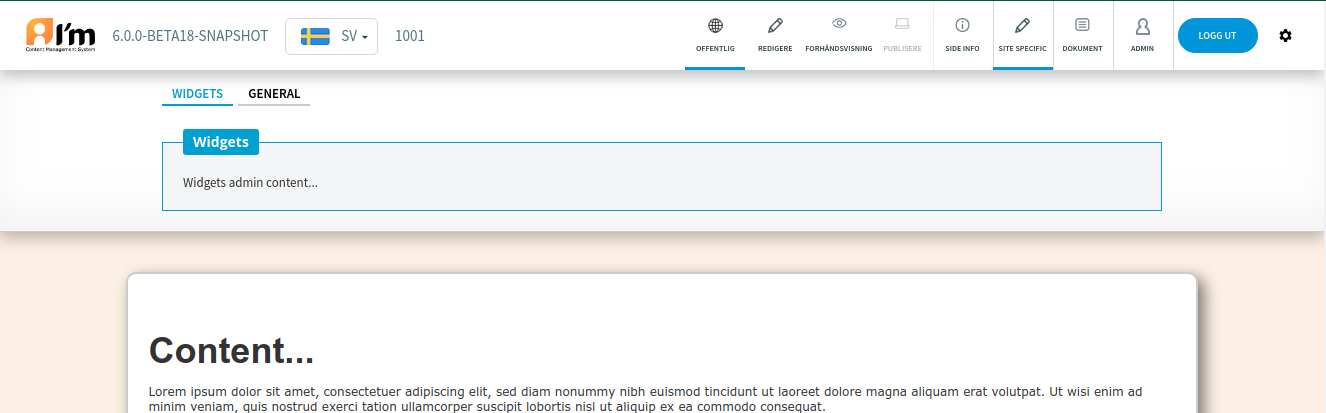 I'm
Content Management System
6.0.0-BETA18-SNAPSHOT
SV
1001
OFFENTLIG
REDIGERE
FORHÅNDSVISNING
PUBLISERE
SIDE INFO
SITE SPECIFIC
DOKUMENT
ADMIN
LOGG UT
WIDGETS
GENERAL
Widgets
Widgets admin content...
Content...
Lorem ipsum dolor sit amet, consectetuer adipiscing elit, sed diam nonummy nibh euismod tincidunt ut laoreet dolore magna aliquam erat volutpat. Ut wisi enim ad
minim veniam, quis nostrud exerci tation ullamcorper suscipit lobortis nisl ut aliquip ex ea commodo consequat.